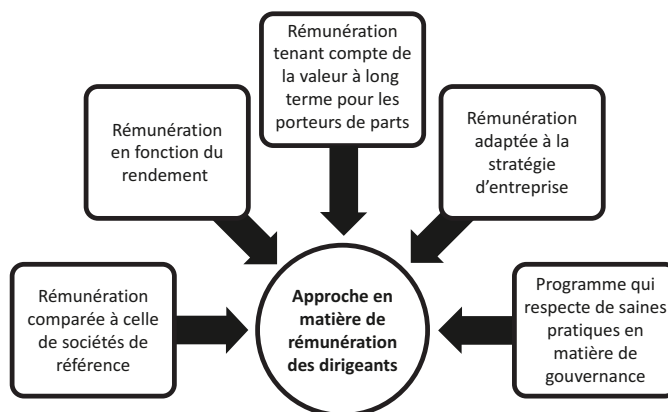 Rémunération
tenant compte de
la valeur à long
terme pour les
porteurs de parts
Rémunération
en fonction du
rendement
Rémunération
adaptée à la
stratégie
d'entreprise
Rémunération
comparée à celle
de sociétés de
référence
Approche en
matière de
rémunération
des dirigeants
Programme qui
respecte de saines
pratiques en
matière de
gouvernance